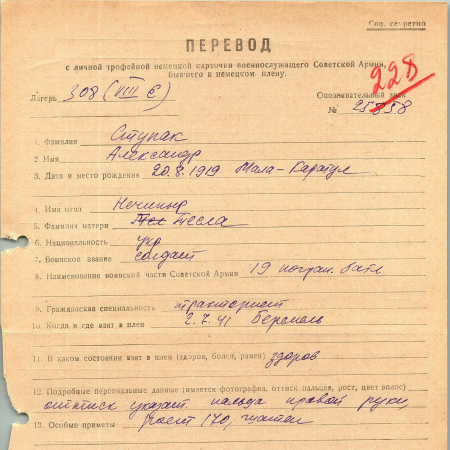 Сов. секретно
ПЕРЕВОД
с личной трофейной немецкой карточки военнослужащего Советской Армии,
бывшего в немецком плену.
228
Лагерь 308 (VIII E)
Опознавательный знак
№ 25858
1. Фамилия Ступак
2 Имя Александр
3. Дата и место рождения 20.8.1919 Мала-Каратул
4. Имя отца
5. Фамилия матери Тесла
6. Национальность укр
7. Воинское звание солдат
8. Наименование воинской части Советской Армии 19 погран. батл
9. Гражданская специальность тракторист
10. Когда и где взят в плен 2.7.41
11. В каком состоянии взят в плен (здоров, болен, ранен) здоров
12. Подробные персональные данные (имеется фотография, оттиск пальцев, рост, цвет волос)
оттиск указат. пальца правой руки,
13. Особые приметы рост 170,